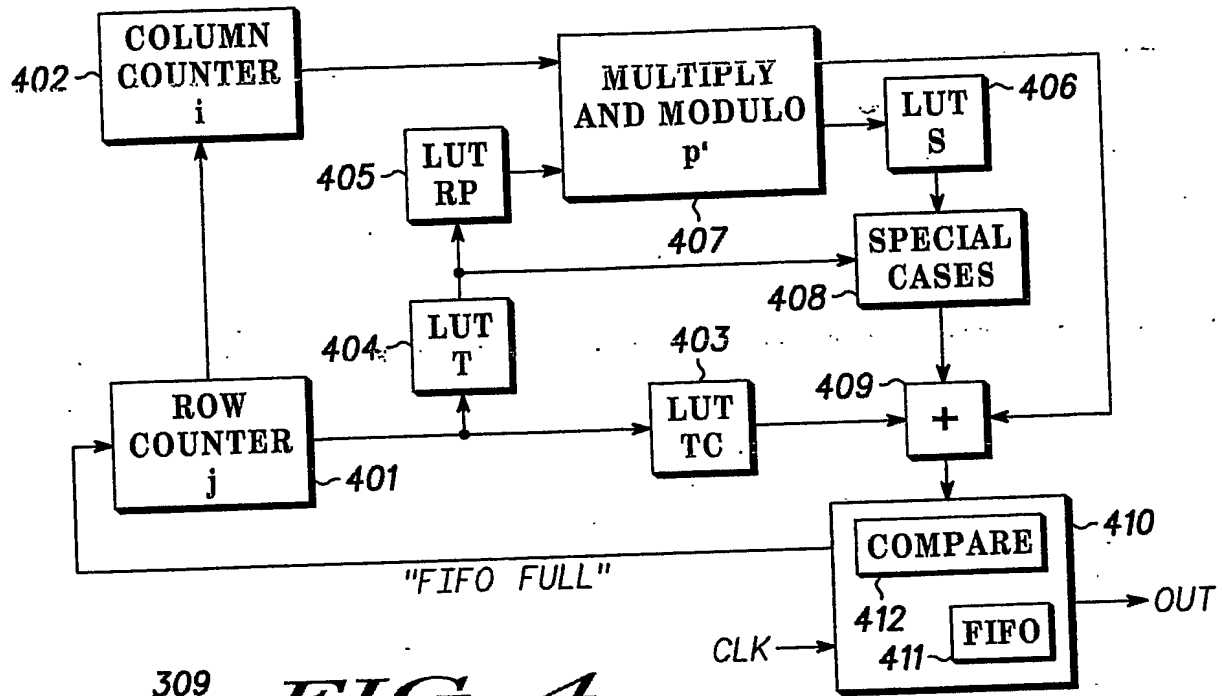 COLUMN
COUNTER
i
402
MULTIPLY
AND MODULO
p'
407
LUT
S
406
405
LUT
RP
SPECIAL
CASES
408
404
LUT
T
403
LUT
TC
409
+
ROW
COUNTER
j
401
410
COMPARE
412
"FIFO FULL"
FIFO
411
CLK
OUT
309
FIG. 4